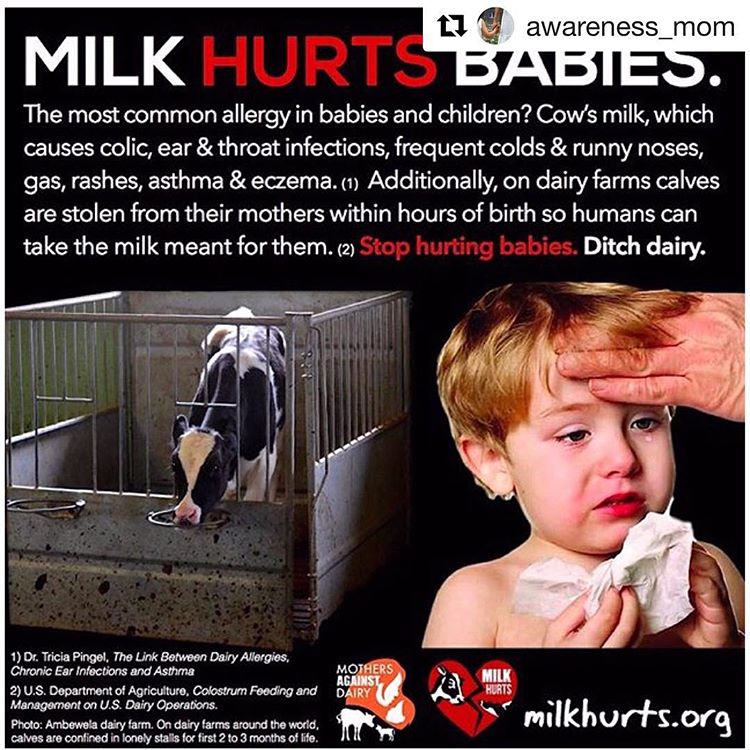 awareness_mom
MILK HURTS BABIES.
The most common allergy in babies and children? Cow's milk, which
causes colic, ear & throat infections, frequent colds & runny noses,
gas, rashes, asthma & eczema. (1) Additionally, on dairy farms calves
are stolen from their mothers within hours of birth so humans can
take the milk meant for them. (2) Stop hurting babies. Ditch dairy.
1) Dr. Tricia Pingel, The Link Between Dairy Allergies,
Chronic Ear Infections and Asthma
2) U.S. Department of Agriculture, Colostrum Feeding and
Management on U.S. Dairy Operations.
Photo: Ambewela dairy farm. On dairy farms around the world,
calves are confined in lonely stalls for first 2 to 3 months of life.
MOTHERS
AGAINST
DAIRY
MILK
HURTS
milkhurts.org